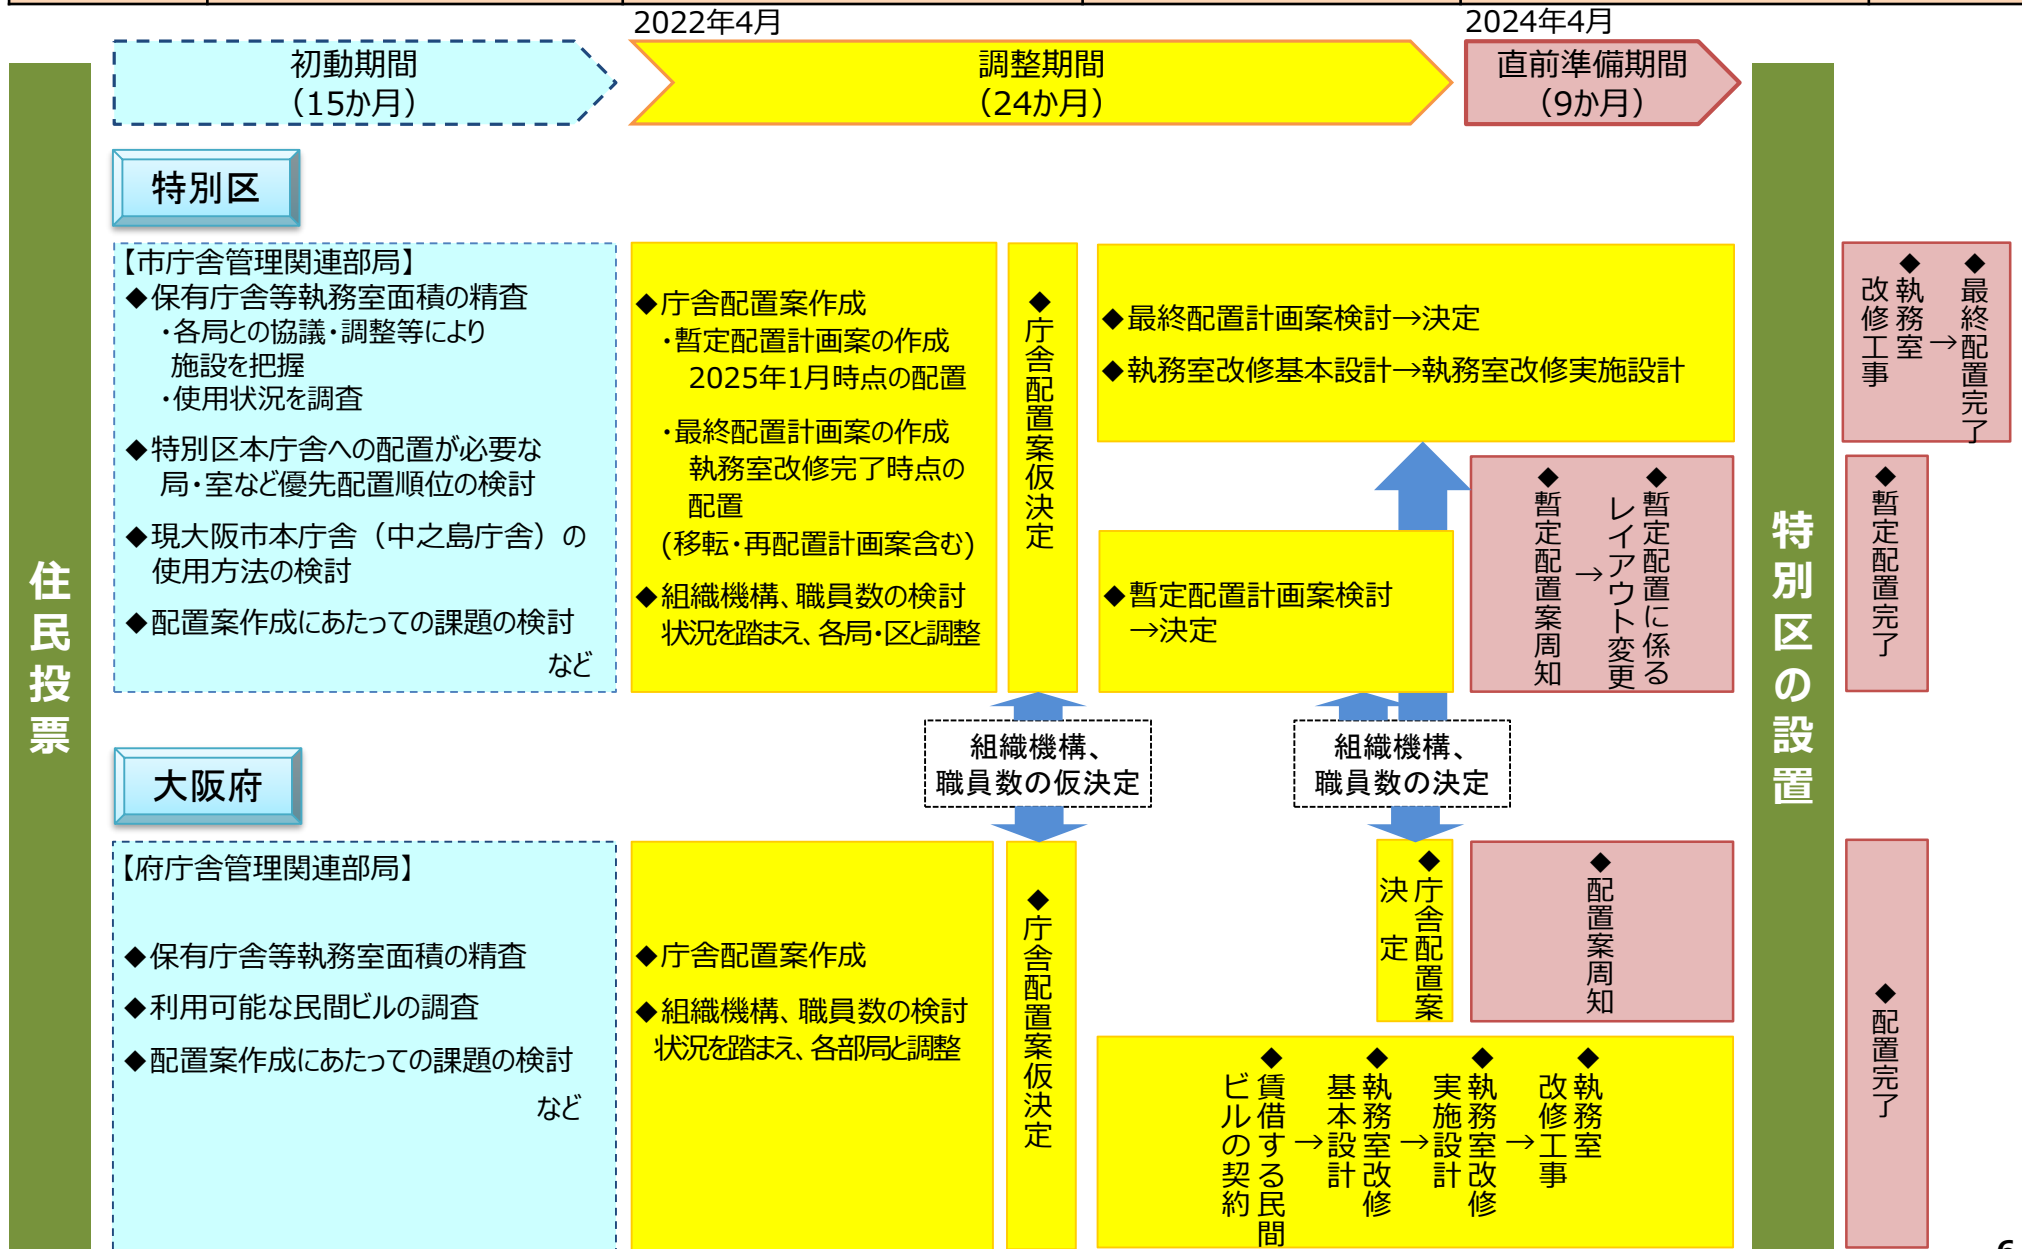 2022年4月
2024年4月
初動期間
（15か月）
調整期間
（24か月）
直前準備期間
（9か月）
住民投票
特別区
【市庁舎管理関連部局】
◆保有庁舎等執務室面積の精査
・各局との協議・調整等により
施設を把握
・使用状況を調査
◆特別区本庁舎への配置が必要な
局・室など優先配置順位の検討
◆現大阪市本庁舎（中之島庁舎）の
使用方法の検討
◆配置案作成にあたっての課題の検討
など
◆庁舎配置案作成
・暫定配置計画案の作成
2025年1月時点の配置
・最終配置計画案の作成
執務室改修完了時点の
配置
(移転・再配置計画案含む)
◆組織機構、職員数の検討
状況を踏まえ、各局・区と調整
◆庁舎配置案仮決定
◆最終配置計画案検討→決定
◆執務室改修基本設計→執務室改修実施設計
◆暫定配置計画案検討
→決定
◆暫定配置案周知
→
◆暫定配置に係る
レイアウト変更
特別区の設置
◆執務室
改修工事
→
◆最終配置完了
◆暫定配置完了
組織機構、
職員数の仮決定
組織機構、
職員数の決定
大阪府
【府庁舎管理関連部局】
◆保有庁舎等執務室面積の精査
◆利用可能な民間ビルの調査
◆配置案作成にあたっての課題の検討
など
◆庁舎配置案作成
◆組織機構、職員数の検討
状況を踏まえ、各部局と調整
◆庁舎配置案仮決定
◆庁舎配置案
決定
◆配置案周知
◆賃借する民間
ビルの契約
→
◆執務室改修
基本設計
→
◆執務室改修
実施設計
→
◆執務室
改修工事
◆配置完了